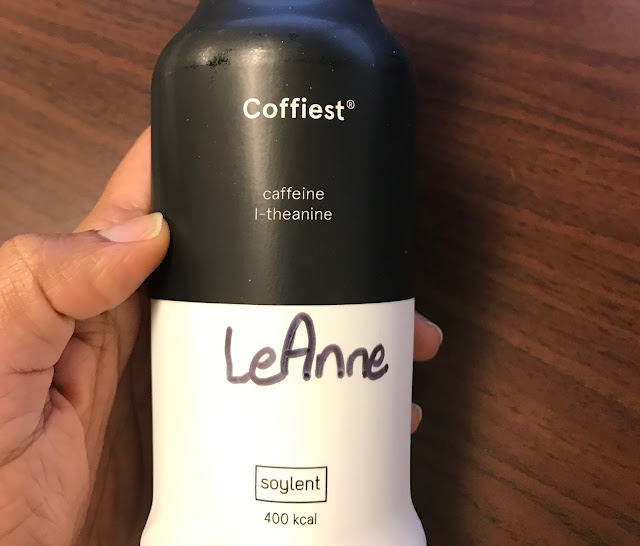 Coffiest®
caffeine
l-theanine
LeAnne
soylent
400 kcal